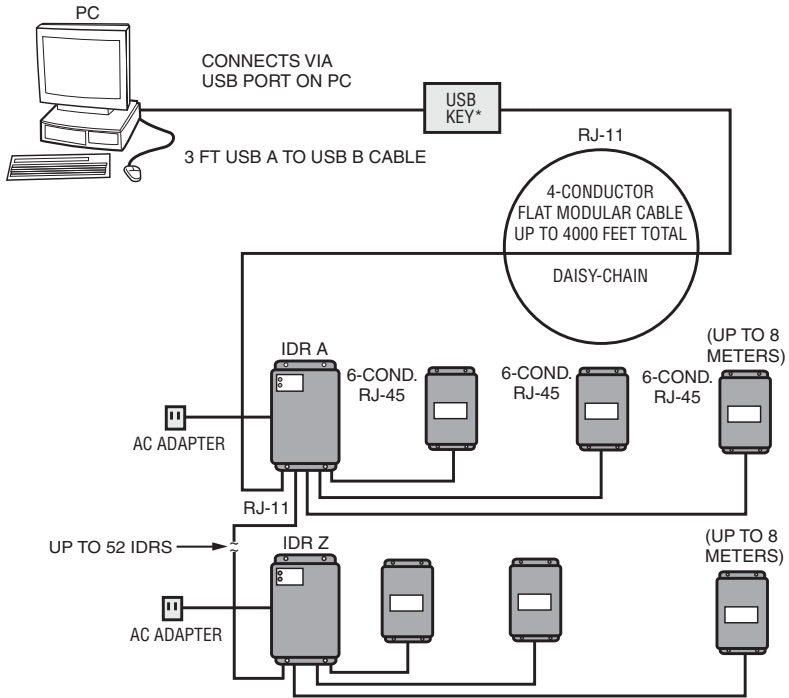 PC
CONNECTS VIA
USB PORT ON PC
USB
KEY*
3 FT USB A TO USB B CABLE
RJ-11
4-CONDUCTOR
FLAT MODULAR CABLE
UP TO 4000 FEET TOTAL
DAISY-CHAIN
IDR A
6-COND.
RJ-45
6-COND.
RJ-45
6-COND.
RJ-45
(UP TO 8
METERS)
AC ADAPTER
RJ-11
UP TO 52 IDRS
IDR Z
(UP TO 8
METERS)
AC ADAPTER